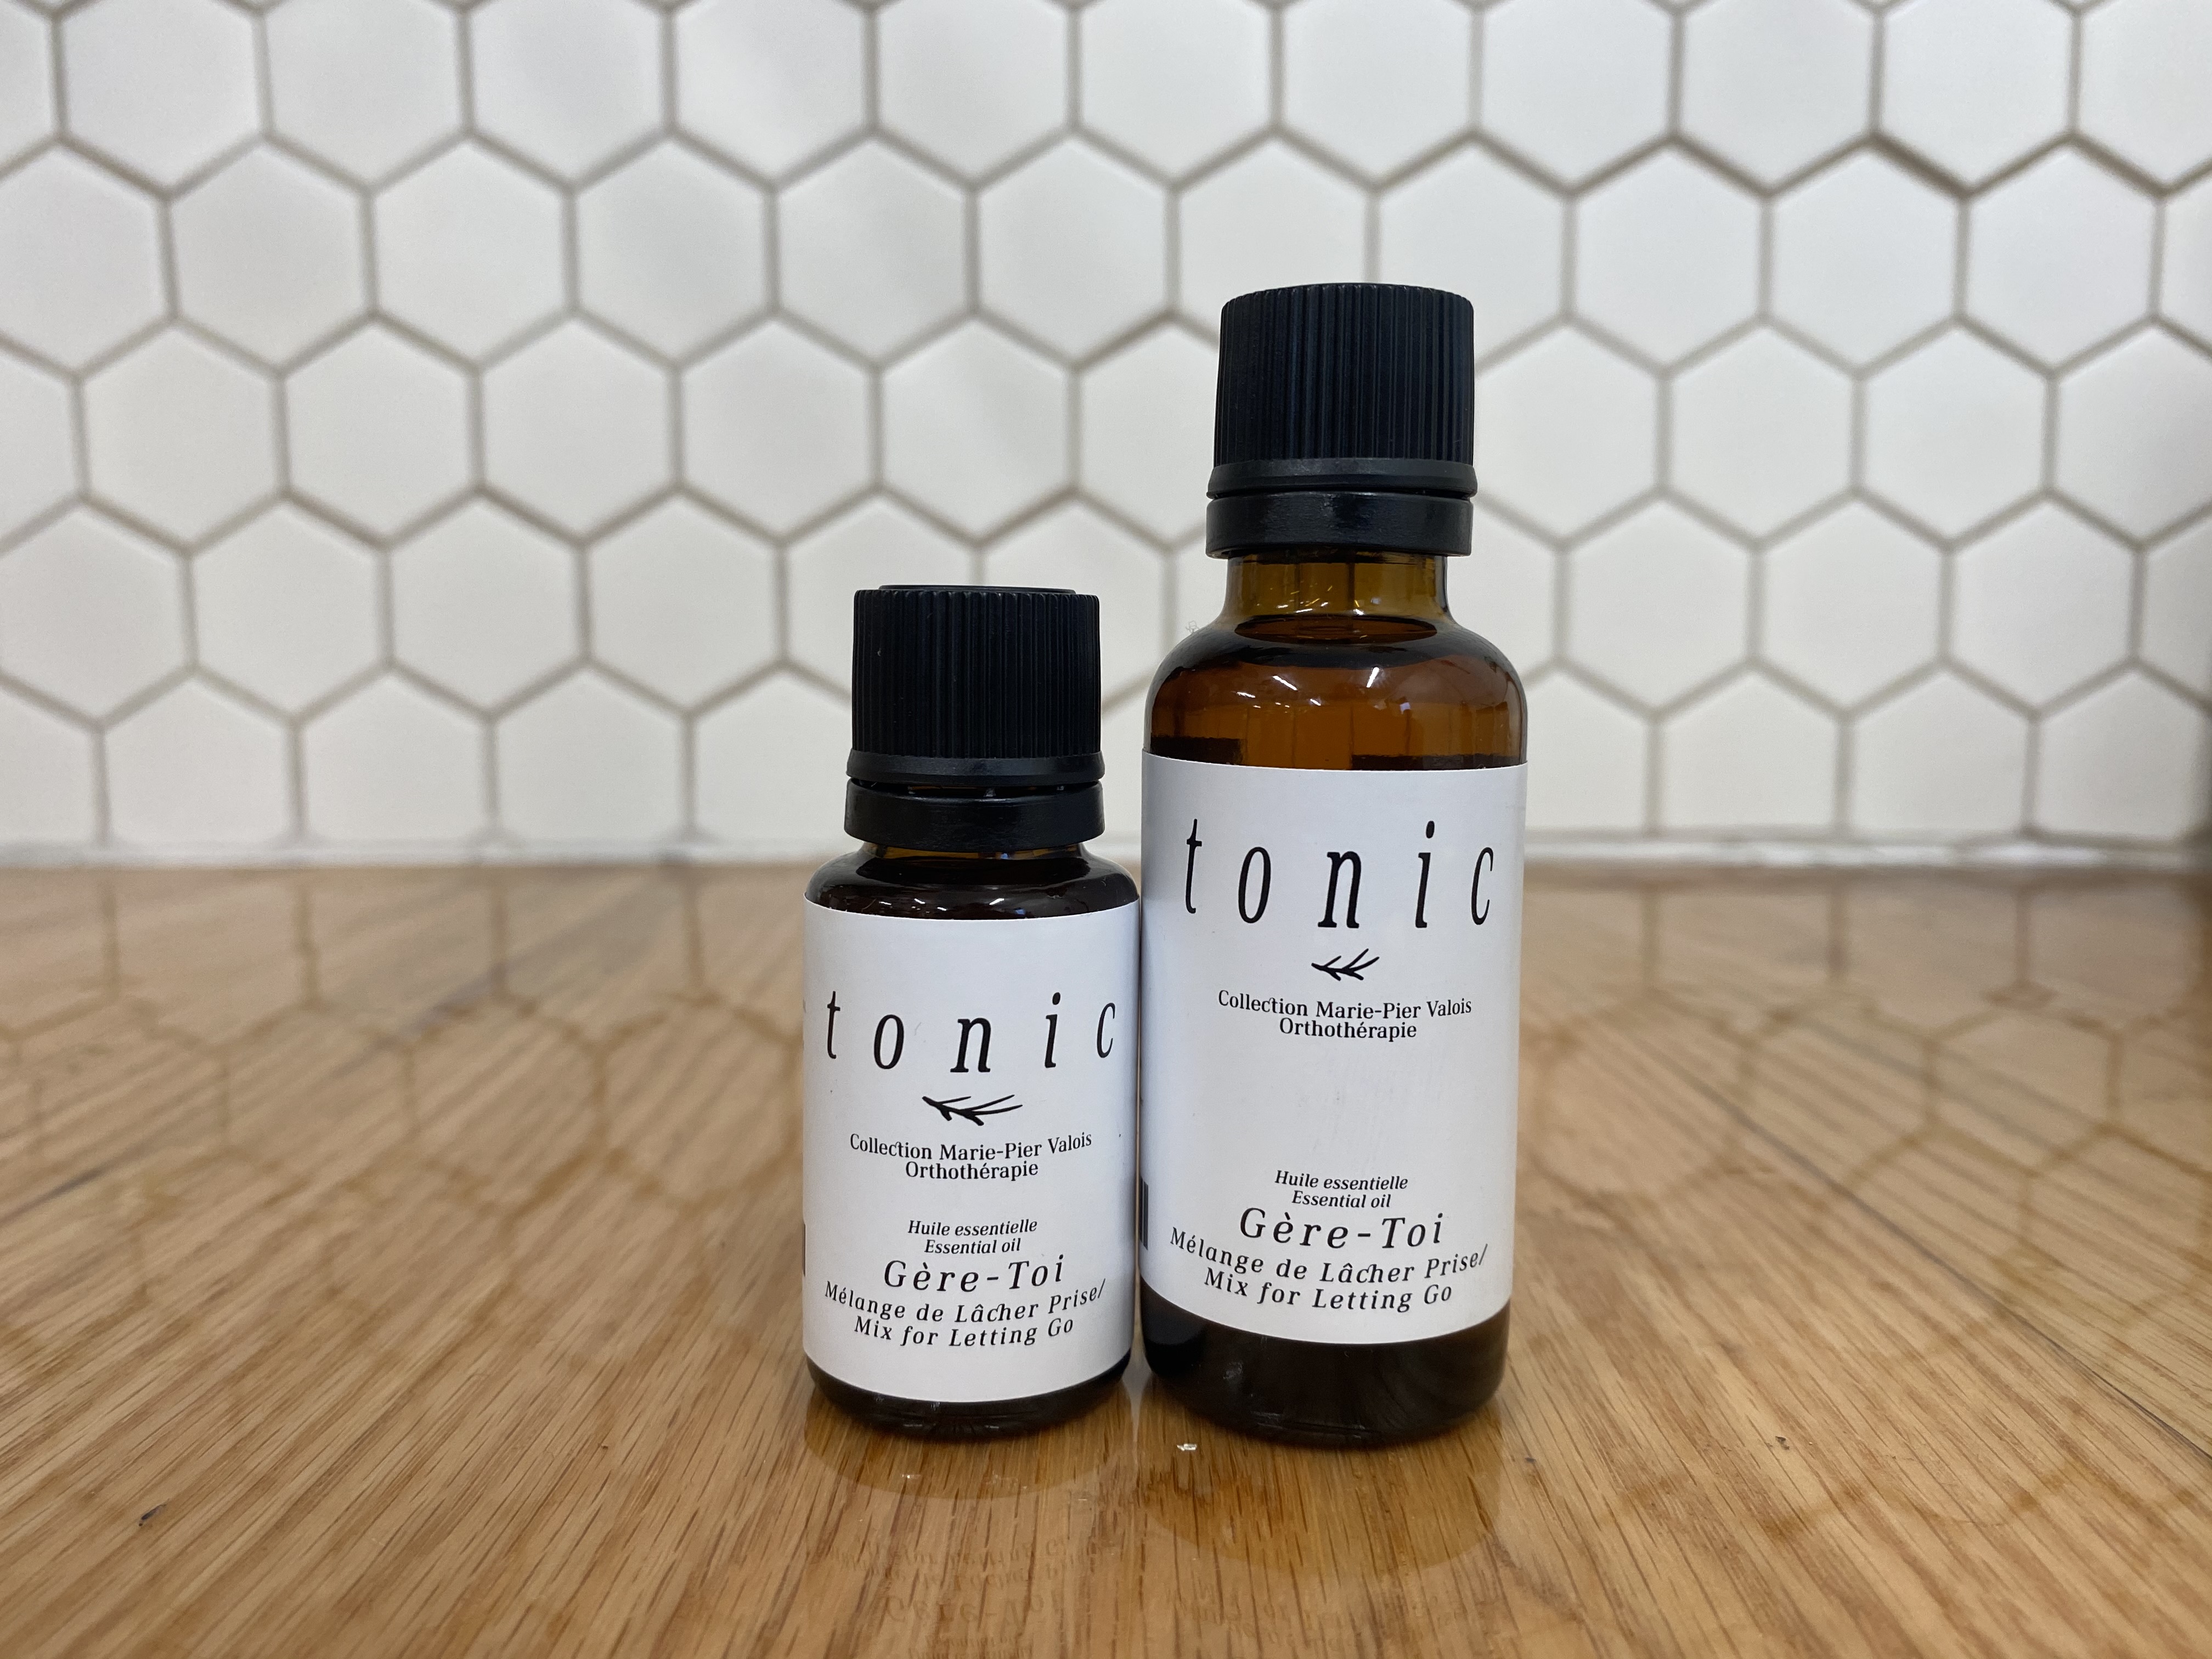 tonic
Collection Marie-Pier Valois
Orthothérapie
Huile essentielle
Essential oil
Gère-Toi
Mélange de Lâcher Prise/
Mix for Letting Go
tonic
Collection Marie-Pier Valois
Orthothérapie
Huile essentielle
Essential oil
Gère-Toi
Mélange de Lâcher Prise/
Mix for Letting Go